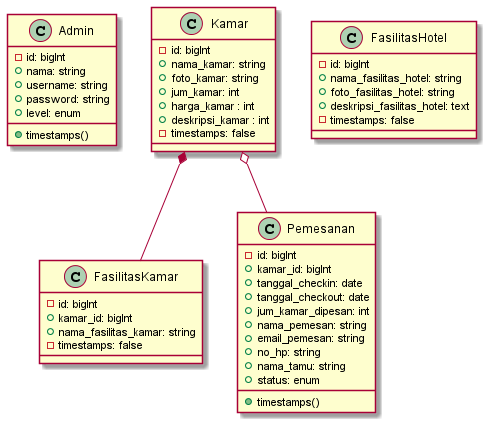 C Admin
id: bigInt
nama: string
username: string
password: string
level: enum
timestamps()
C Kamar
id: bigInt
nama_kamar: string
foto_kamar: string
jum_kamar: int
harga_kamar : int
deskripsi_kamar : int
timestamps: false
C FasilitasHotel
id: bigInt
nama_fasilitas_hotel: string
foto_fasilitas_hotel: string
deskripsi_fasilitas_hotel: text
timestamps: false
C FasilitasKamar
id: bigInt
kamar_id: bigInt
nama_fasilitas_kamar: string
timestamps: false
C Pemesanan
id: bigInt
kamar_id: bigInt
tanggal_checkin: date
tanggal_checkout: date
jum_kamar_dipesan: int
nama_pemesan: string
email_pemesan: string
no_hp: string
nama_tamu: string
status: enum
timestamps()